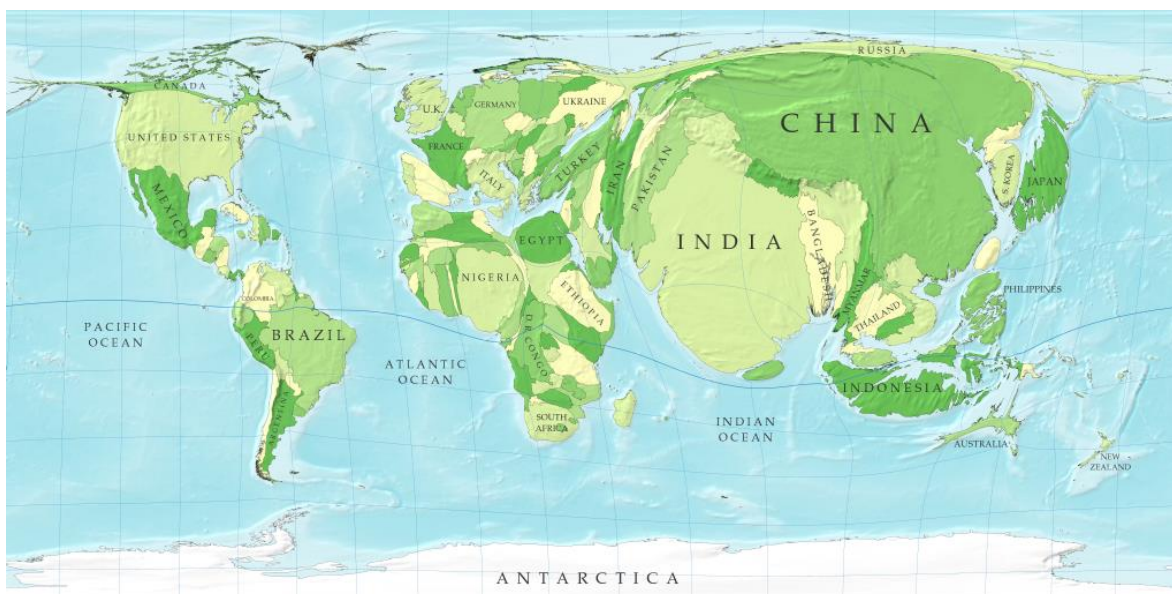 RUSSIA
CANADA
UNITED STATES
MEXICO
COLOMBIA
BRAZIL
PERU
ARGENTINA
PACIFIC
OCEAN
ATLANTIC
OCEAN
U.K.
GERMANY
UKRAINE
FRANCE
ITALY
TURKEY
IRAN
PAKISTAN
EGYPT
NIGERIA
ETHIOPIA
D R CONGO
SOUTH
AFRICA
CHINA
S. KOREA
JAPAN
INDIA
BANGLADESH
MYANMAR
THAILAND
PHILIPPINES
INDONESIA
INDIAN
OCEAN
AUSTRALIA
NEW
ZEALAND
ANTARCTICA